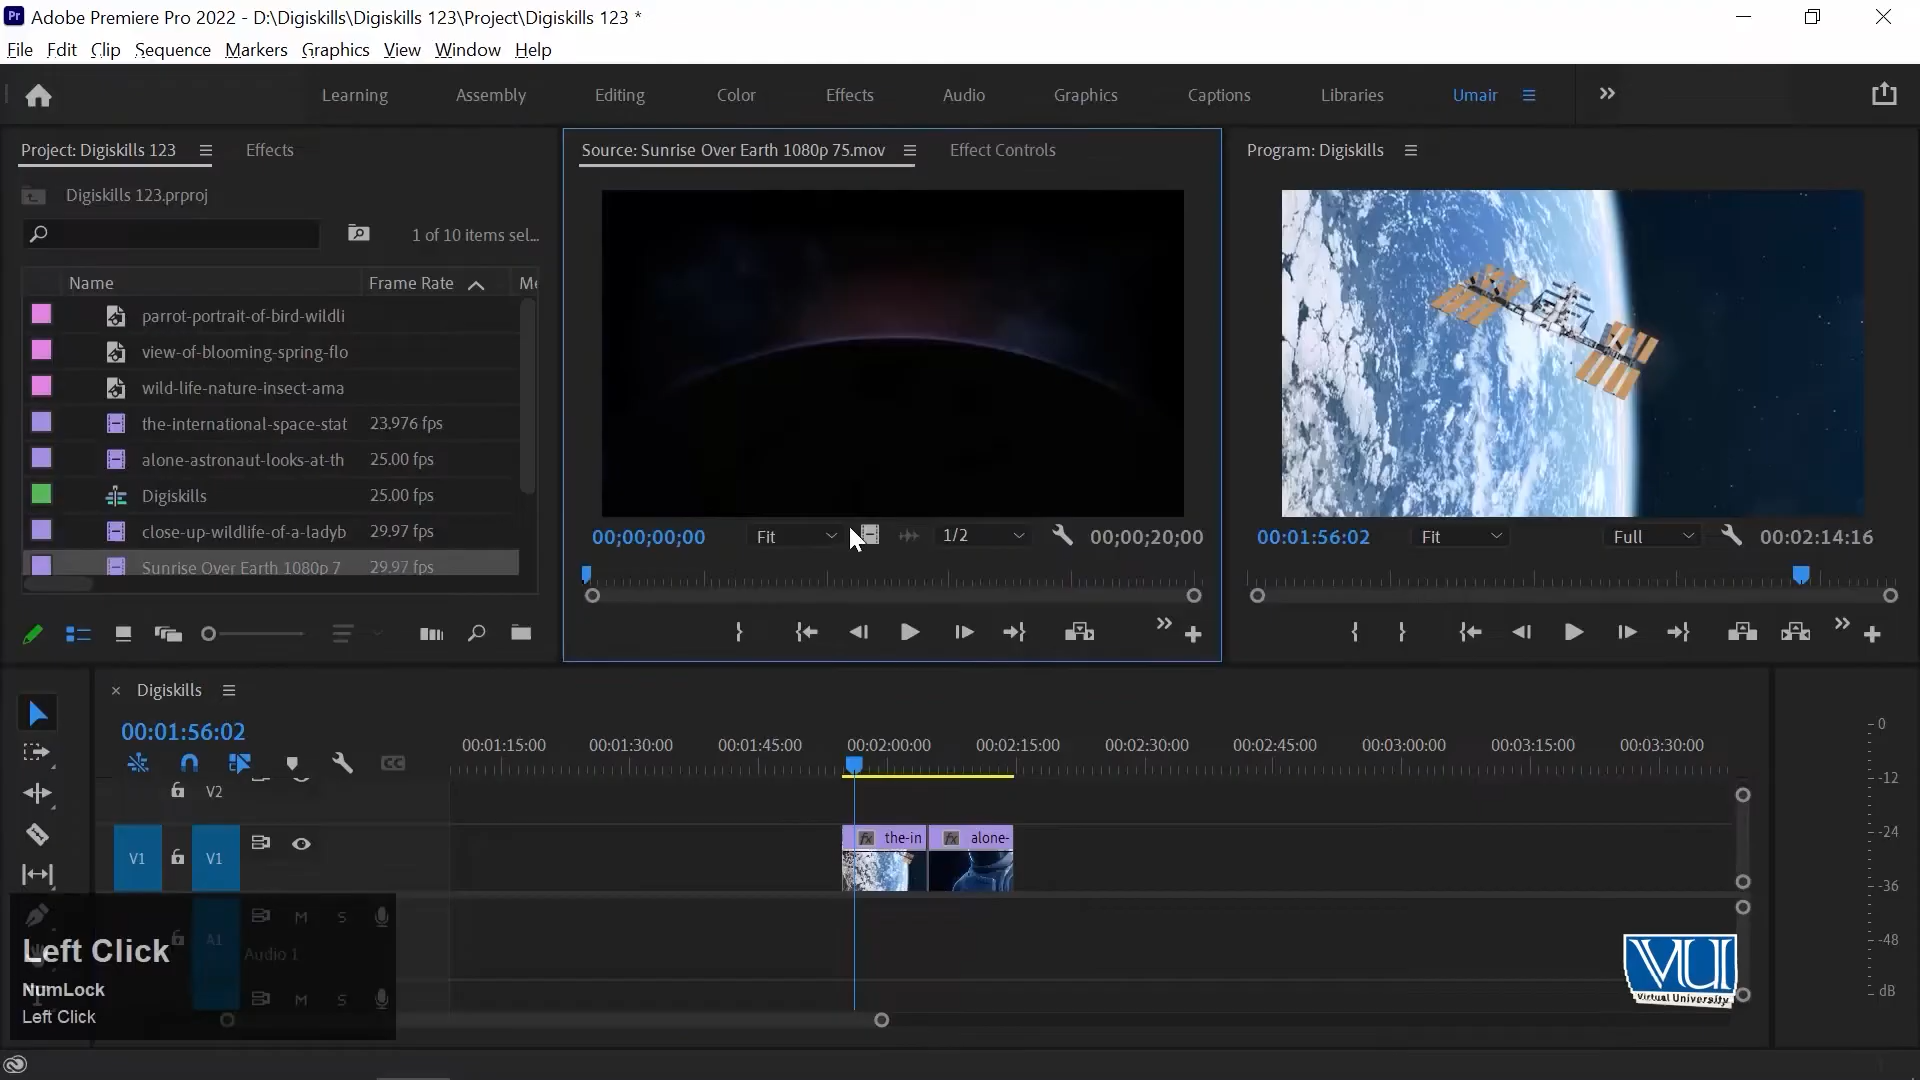 Adobe Premiere Pro 2022 - D:\Digiskills\Digiskills 123\Project\Digiskills 123 *
File Edit Clip Sequence Markers Graphics View Window Help
Learning Assembly Editing Color Effects Audio Graphics Captions Libraries Umair
Project: Digiskills 123 Effects
Source: Sunrise Over Earth 1080p 75.mov Effect Controls
Program: Digiskills
Digiskills 123.prproj
1 of 10 items sel...
Name Frame Rate Me
parrot-portrait-of-bird-wildli
view-of-blooming-spring-flo
wild-life-nature-insect-ama
the-international-space-stat 23.976 fps
alone-astronaut-looks-at-th 25.00 fps
Digiskills 25.00 fps
close-up-wildlife-of-a-ladyb 29.97 fps
Sunrise Over Earth 1080p 7 29.97 fps
00;00;00;00 Fit 1/2 00;00;20;00
00:01:56:02 Fit Full 00:02:14:16
Digiskills
00:01:56:02
CC
00:01:15:00 00:01:30:00 00:01:45:00 00:02:00:00 00:02:15:00 00:02:30:00 00:02:45:00 00:03:00:00 00:03:15:00 00:03:30:00
V2
V1 V1
fx the-in fx alone-
A1 M S
Audio 1
M S
Left Click
NumLock
Left Click
0
-12
-24
-36
-48
dB
VU
Virtual University
Pr